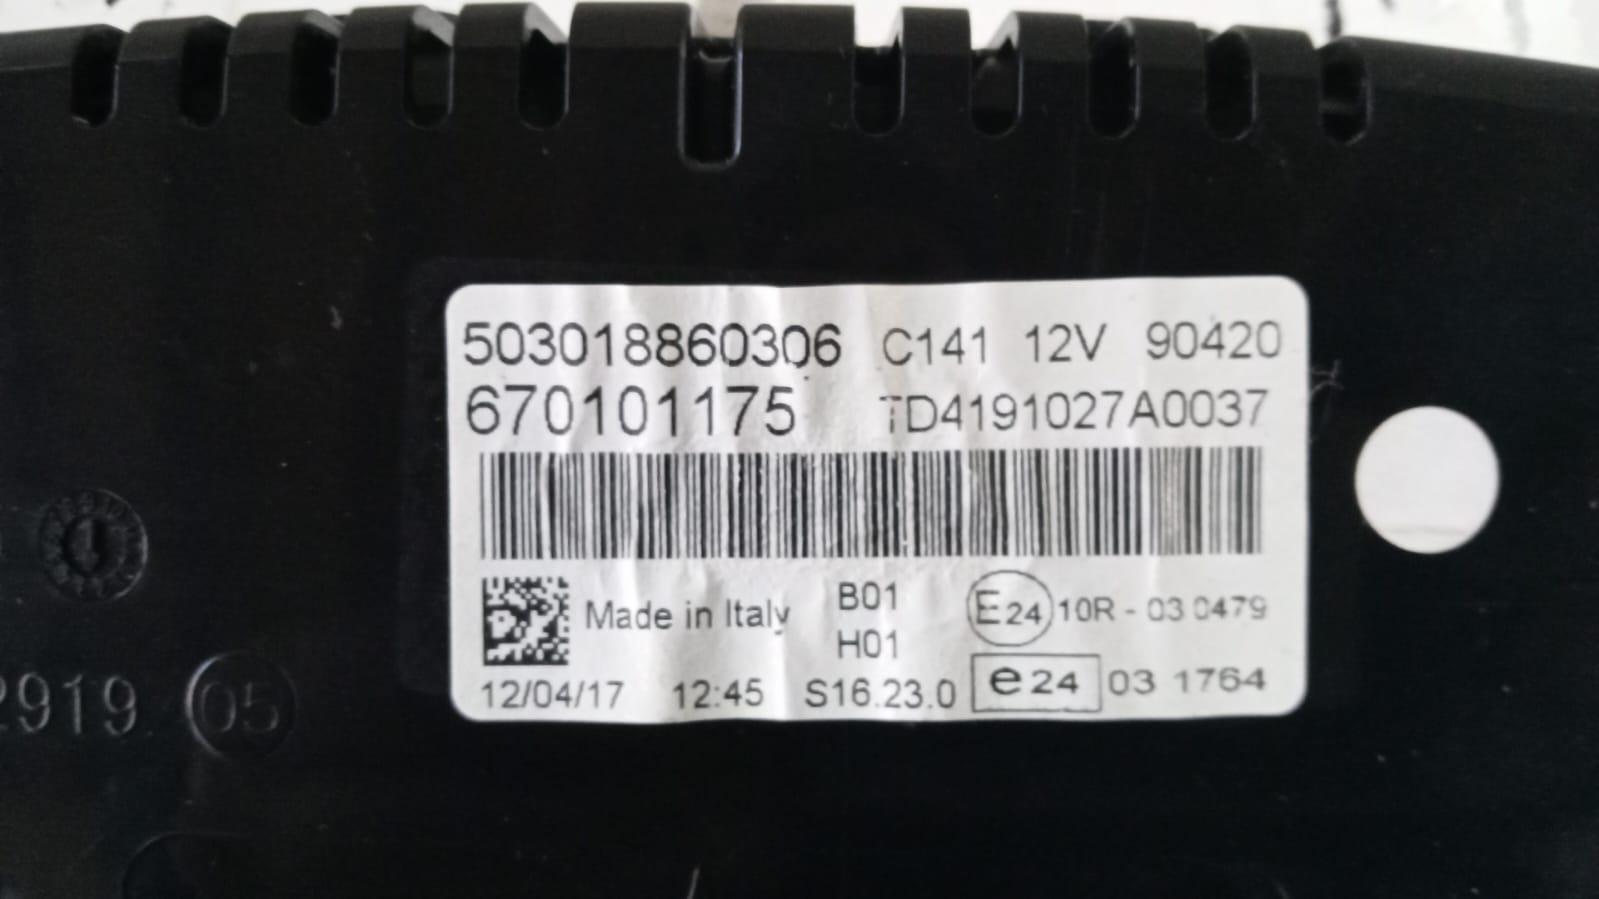 503018860306 C141 12V 90420
670101175 TD4191027A0037
Made in Italy B01 E24 10R - 03 0479
H01
12/04/17 12:45 S16.23.0 e24 03 1764
2919 05